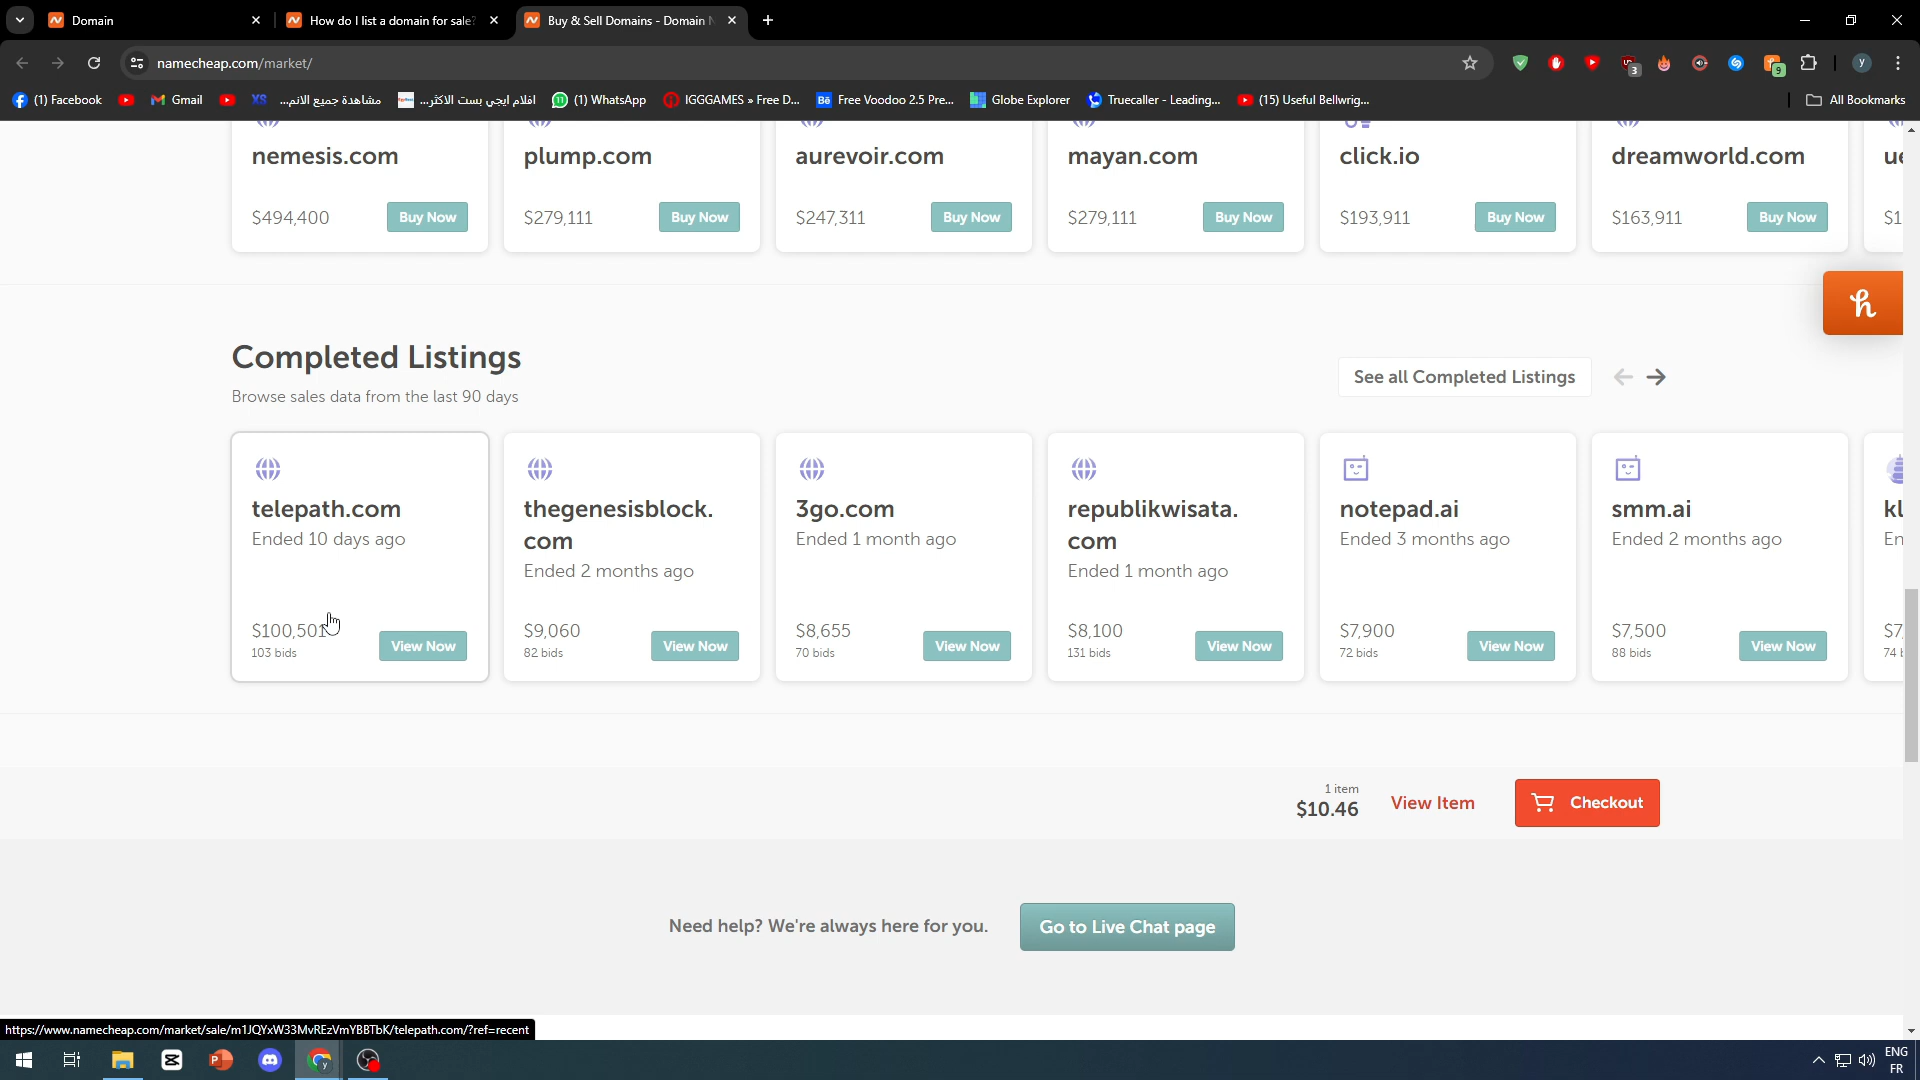 Domain
How do I list a domain for sale?
Buy & Sell Domains - Domain
namecheap.com/market/
3
9
y
(1) Facebook
Gmail
XS
مشاهدة جميع الانم...
افلام ايجي بست الاكثر...
11
(1) WhatsApp
IGGGAMES » Free D...
Bē
Free Voodoo 2.5 Pre...
Globe Explorer
Truecaller - Leading...
(15) Useful Bellwrig...
All Bookmarks
nemesis.com
$494,400
Buy Now
plump.com
$279,111
Buy Now
aurevoir.com
$247,311
Buy Now
mayan.com
$279,111
Buy Now
click.io
$193,911
Buy Now
dreamworld.com
$163,911
Buy Now
$1
h
Completed Listings
Browse sales data from the last 90 days
See all Completed Listings
telepath.com
Ended 10 days ago
$100,501
103 bids
View Now
thegenesisblock.
com
Ended 2 months ago
$9,060
82 bids
View Now
3go.com
Ended 1 month ago
$8,655
70 bids
View Now
republikwisata.
com
Ended 1 month ago
$8,100
131 bids
View Now
notepad.ai
Ended 3 months ago
$7,900
72 bids
View Now
smm.ai
Ended 2 months ago
$7,500
88 bids
View Now
kl
En
$7,
74
1 item
$10.46
View Item
Checkout
Need help? We're always here for you.
Go to Live Chat page
https://www.namecheap.com/market/sale/m1JQYxW33MvREzVmYBBTbK/telepath.com/?ref=recent
ENG
FR